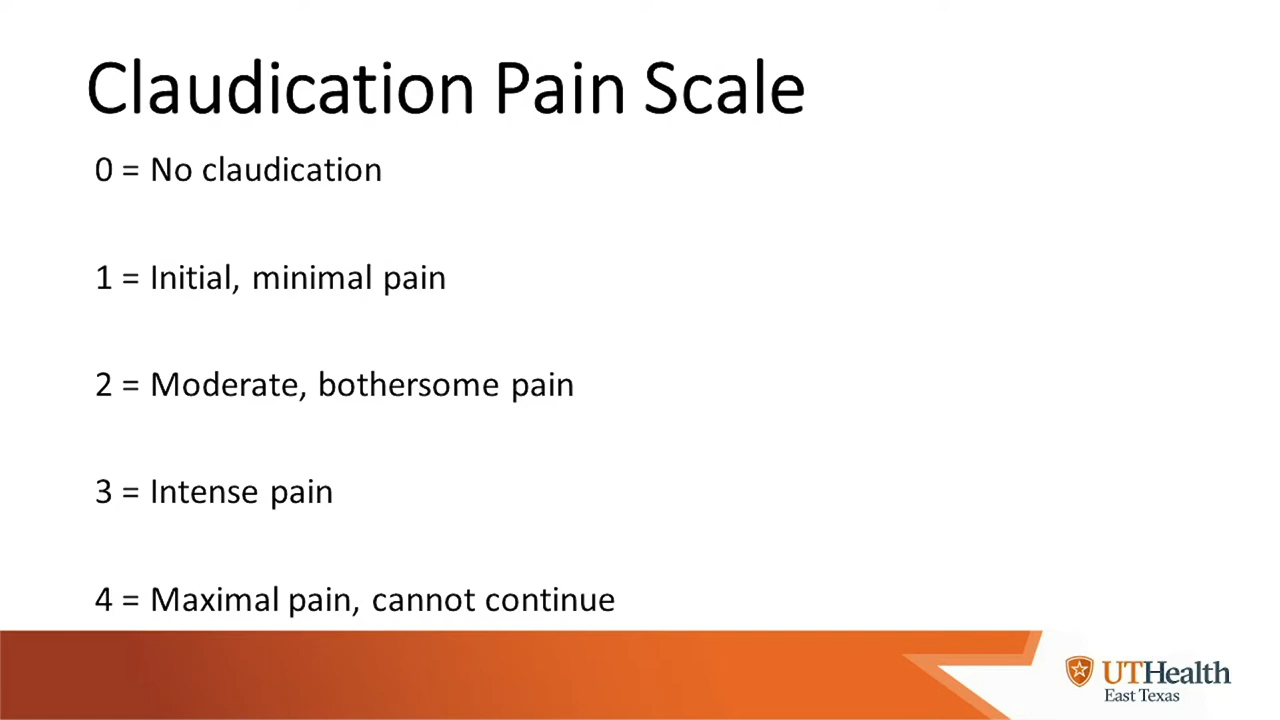 Claudication Pain Scale
0 = No claudication
1 = Initial, minimal pain
2 = Moderate, bothersome pain
3 = Intense pain
4 = Maximal pain, cannot continue
UTHealth
East Texas